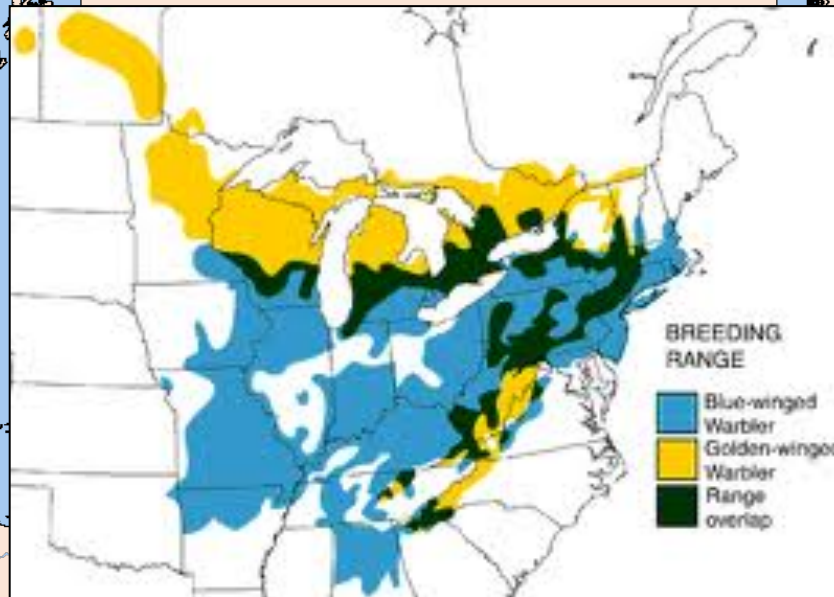 BREEDING
RANGE
Blue-winged
Warbler
Golden-winged
Warbler
Range
overlap